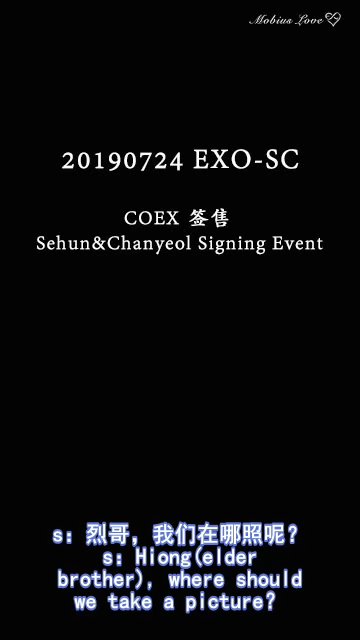 Mobius Love
20190724 EXO-SC
COEX 签售
Sehun&Chanyeol Signing Event
s: 烈哥，我们在哪照呢？
s: Hiong(elder
brother), where should
we take a picture?